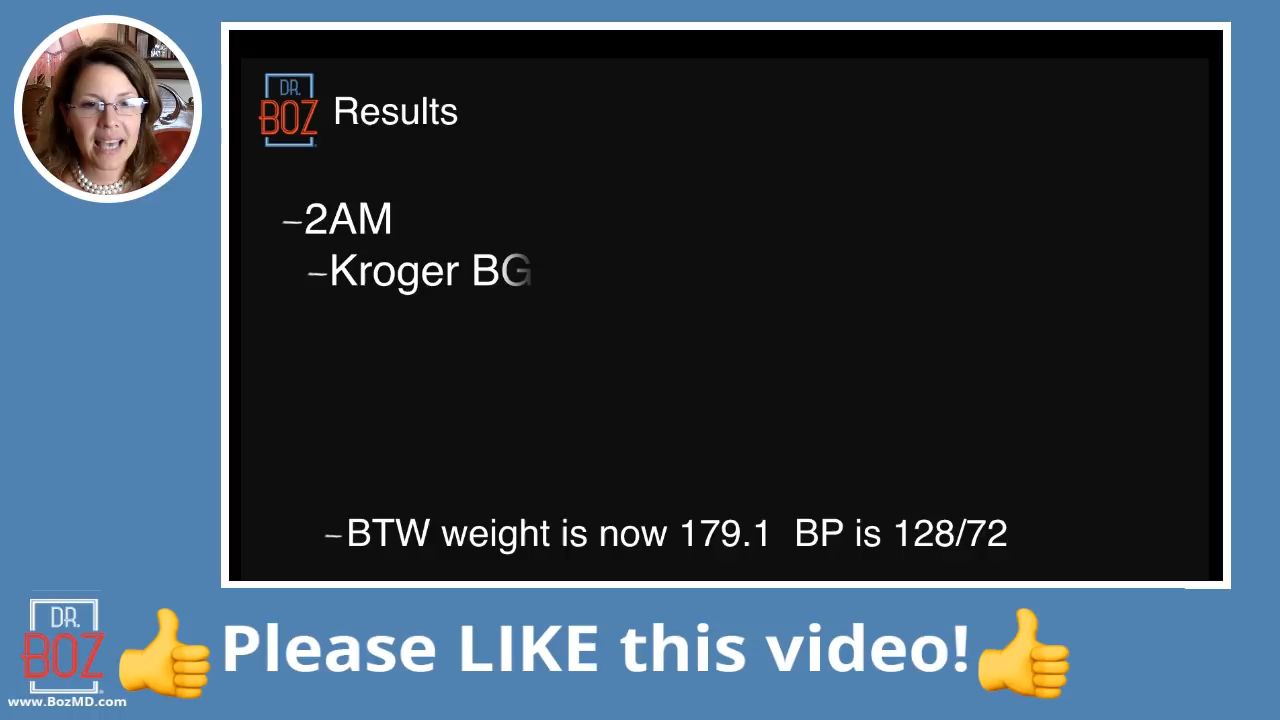 DR.
BOZ
Results
–2AM
–Kroger BG
–BTW weight is now 179.1 BP is 128/72
DR.
BOZ
Please LIKE this video!
www.BozMD.com